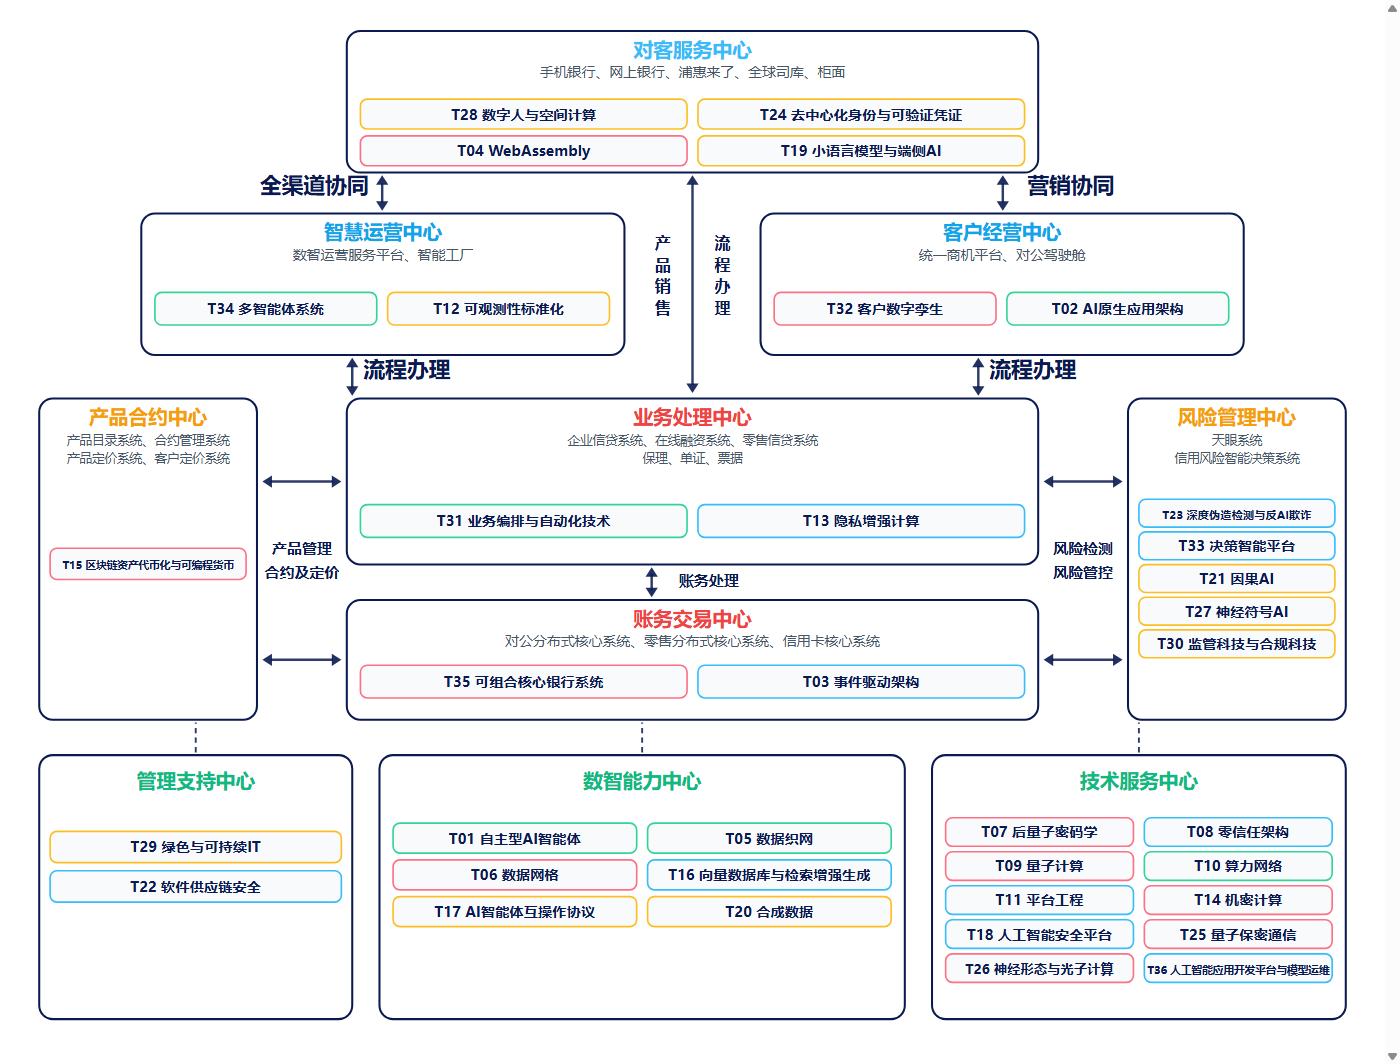 对客服务中心
手机银行、网上银行、浦惠来了、全球司库、柜面
T28 数字人与空间计算
T24 去中心化身份与可验证凭证
T04 WebAssembly
T19 小语言模型与端侧AI
全渠道协同
营销协同
智慧运营中心
数智运营服务平台、智能工厂
T34 多智能体系统
T12 可观测性标准化
产品销售
流程办理
客户经营中心
统一商机平台、对公驾驶舱
T32 客户数字孪生
T02 AI原生应用架构
流程办理
流程办理
产品合约中心
产品目录系统、合约管理系统
产品定价系统、客户定价系统
T15 区块链资产代币化与可编程货币
产品管理
合约及定价
业务处理中心
企业信贷系统、在线融资系统、零售信贷系统
保理、单证、票据
T31 业务编排与自动化技术
T13 隐私增强计算
账务处理
账务交易中心
对公分布式核心系统、零售分布式核心系统、信用卡核心系统
T35 可组合核心银行系统
T03 事件驱动架构
风险检测
风险管控
风险管理中心
天眼系统
信用风险智能决策系统
T23 深度伪造检测与反AI欺诈
T33 决策智能平台
T21 因果AI
T27 神经符号AI
T30 监管科技与合规科技
管理支持中心
T29 绿色与可持续IT
T22 软件供应链安全
数智能力中心
T01 自主型AI智能体
T05 数据织网
T06 数据网格
T16 向量数据库与检索增强生成
T17 AI智能体互操作协议
T20 合成数据
技术服务中心
T07 后量子密码学
T08 零信任架构
T09 量子计算
T10 算力网络
T11 平台工程
T14 机密计算
T18 人工智能安全平台
T25 量子保密通信
T26 神经形态与光子计算
T36 人工智能应用开发平台与模型运维